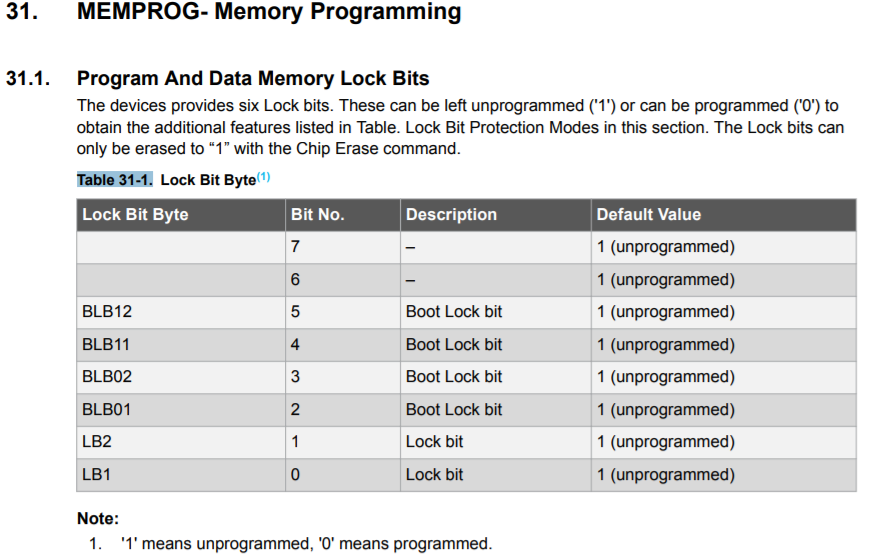 31. MEMPROG- Memory Programming
31.1. Program And Data Memory Lock Bits
The devices provides six Lock bits. These can be left unprogrammed ('1') or can be programmed ('0') to
obtain the additional features listed in Table. Lock Bit Protection Modes in this section. The Lock bits can
only be erased to “1” with the Chip Erase command.
Table 31-1. Lock Bit Byte(1)
Lock Bit Byte Bit No. Description Default Value
7 – 1 (unprogrammed)
6 – 1 (unprogrammed)
BLB12 5 Boot Lock bit 1 (unprogrammed)
BLB11 4 Boot Lock bit 1 (unprogrammed)
BLB02 3 Boot Lock bit 1 (unprogrammed)
BLB01 2 Boot Lock bit 1 (unprogrammed)
LB2 1 Lock bit 1 (unprogrammed)
LB1 0 Lock bit 1 (unprogrammed)
Note:
1. '1' means unprogrammed, '0' means programmed.